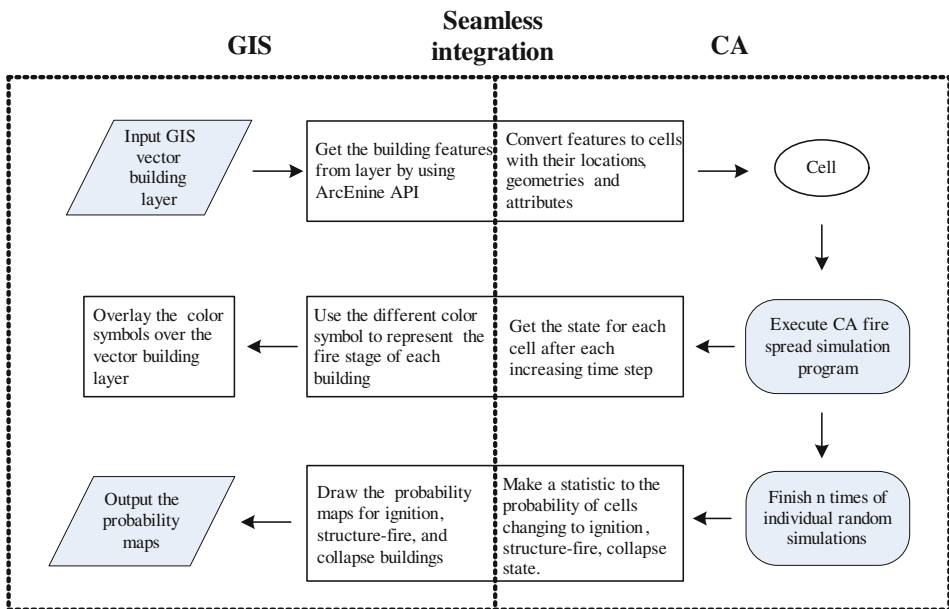 Seamless
integration
GIS
CA
Input GIS
vector
building
layer
Get the building features
from layer by using
ArcEnine API
Convert features to cells
with their locations,
geometries and
attributes
Cell
Overlay the color
symbols over the
vector building
layer
Use the different color
symbol to represent the
fire stage of each
building
Get the state for each
cell after each
increasing time step
Execute CA fire
spread simulation
program
Output the
probability
maps
Draw the probability
maps for ignition,
structure-fire, and
collapse buildings
Make a statistic to the
probability of cells
changing to ignition,
structure-fire, collapse
state.
Finish n times of
individual random
simulations